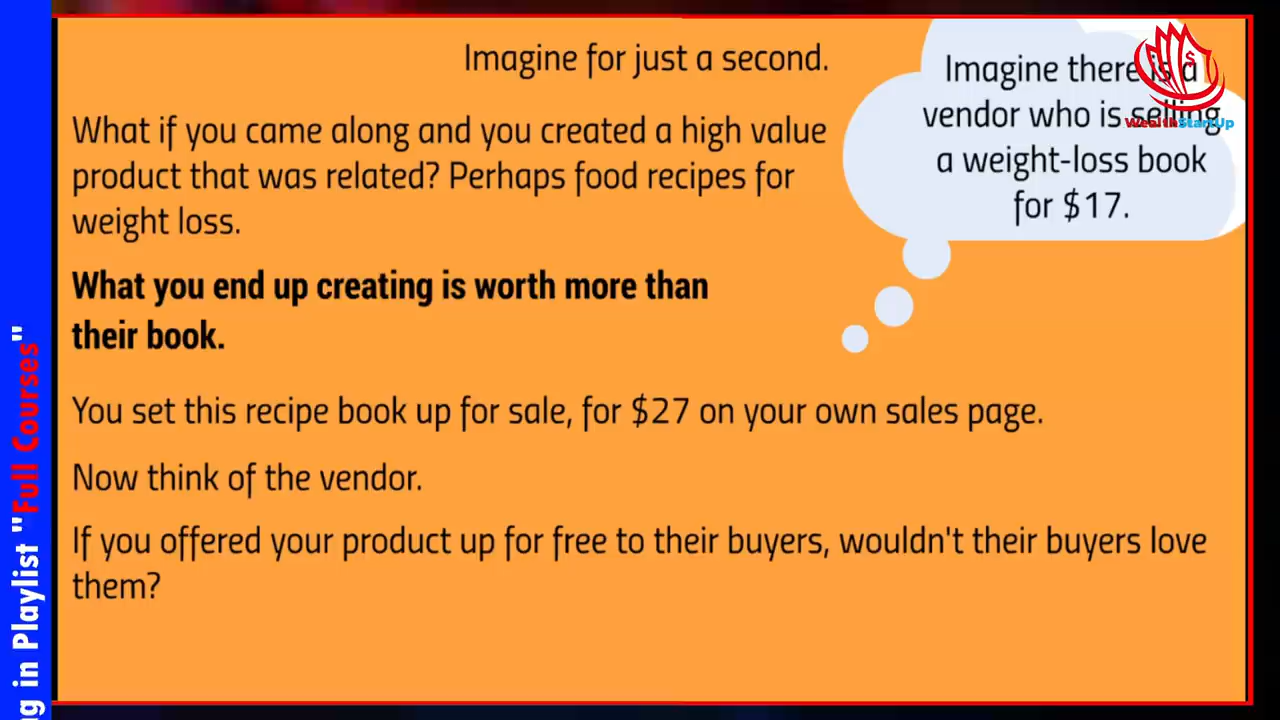 Imagine for just a second.
Imagine there is a
vendor who is selling
a weight-loss book
for $17.
WealthStartUp
What if you came along and you created a high value
product that was related? Perhaps food recipes for
weight loss.
What you end up creating is worth more than
their book.
You set this recipe book up for sale, for $27 on your own sales page.
Now think of the vendor.
If you offered your product up for free to their buyers, wouldn't their buyers love
them?
in Playlist "Full Courses"